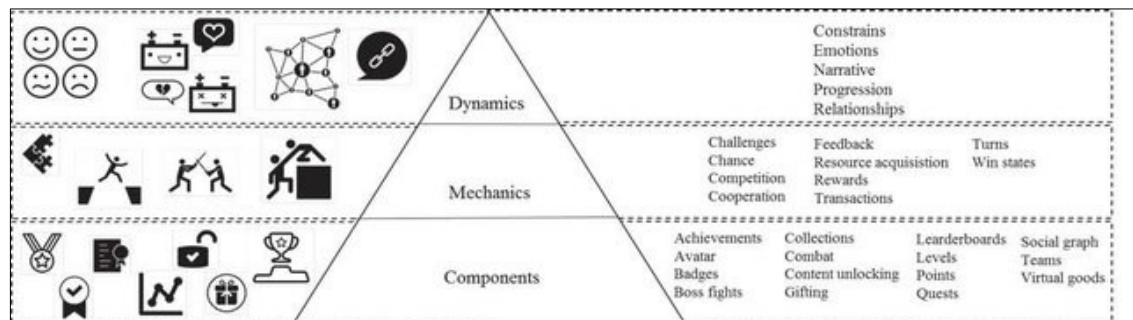 Dynamics
Constrains
Emotions
Narrative
Progression
Relationships
Mechanics
Challenges Feedback Turns
Chance Resource acquisistion Win states
Competition Rewards
Cooperation Transactions
Components
Achievements Collections Learderboards Social graph
Avatar Combat Levels Teams
Badges Content unlocking Points Virtual goods
Boss fights Gifting Quests